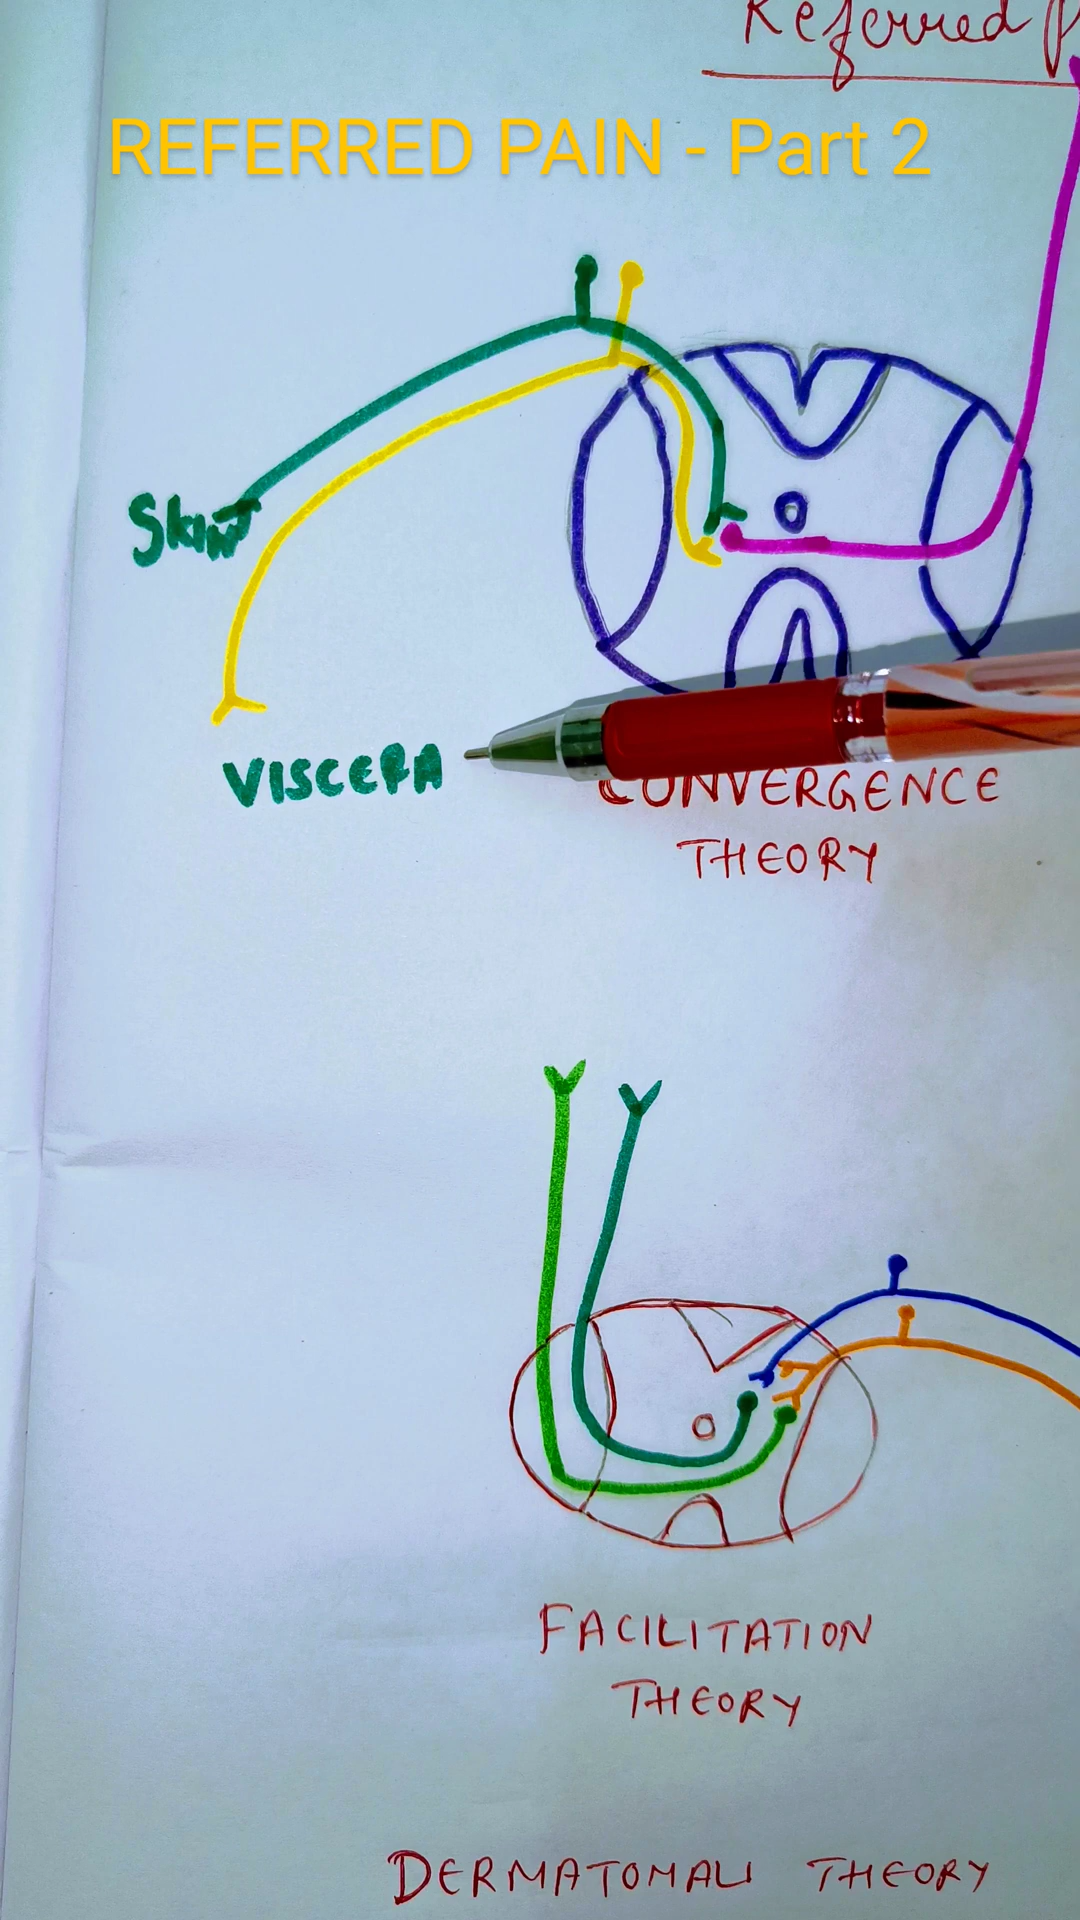 Referred P
REFERRED PAIN - Part 2
SKIN
VISCERA
CONVERGENCE
THEORY
FACILITATION
THEORY
DERMATOMAL THEORY